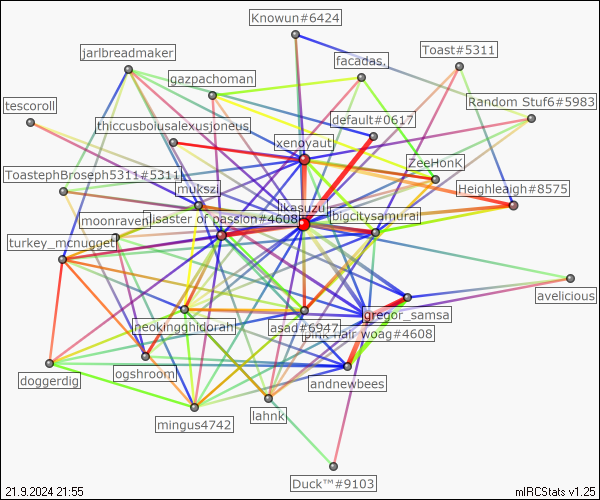 Knowun#6424
jarlbreadmaker
Toast#5311
facadas.
gazpachoman
tescoroll
Random Stuf6#5983
default#0617
thiccusbolusalexusjoneus
xenovaut
ZeeHonK
ToastephBroseph5311#5311
mukszi
Heighleaigh#8575
ikasuzu
moonraven
disaster of passion#4608
bigcitysamurai
turkey_mcnugget
avelicious
gregor_samsa
neokingghidorah
asad#6947
pink hair woag#4608
ogshroom
doggerdig
andnewbees
lahnk
mingus4742
Duck™#9103
21.9.2024 21:55
mIRCStats v1.25